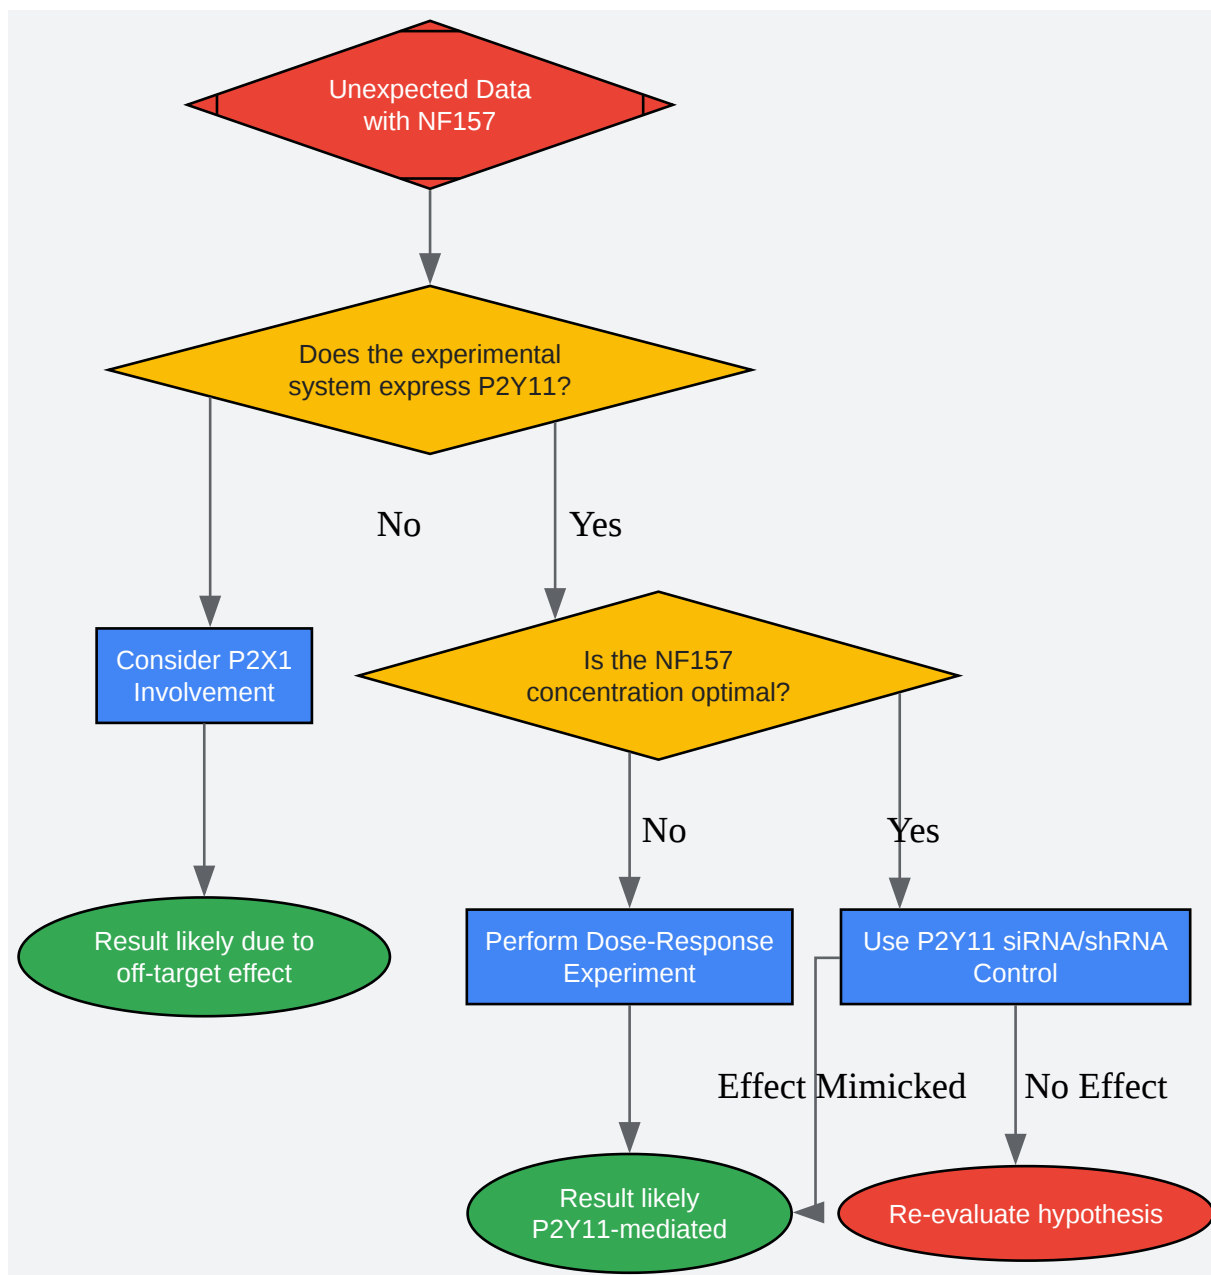 Unexpected Data
with NF157
Does the experimental
system express P2Y11?
No
Yes
Consider P2X1
Involvement
Is the NF157
concentration optimal?
No
Yes
Result likely due to
off-target effect
Perform Dose-Response
Experiment
Use P2Y11 siRNA/shRNA
Control
Effect Mimicked
No Effect
Result likely
P2Y11-mediated
Re-evaluate hypothesis